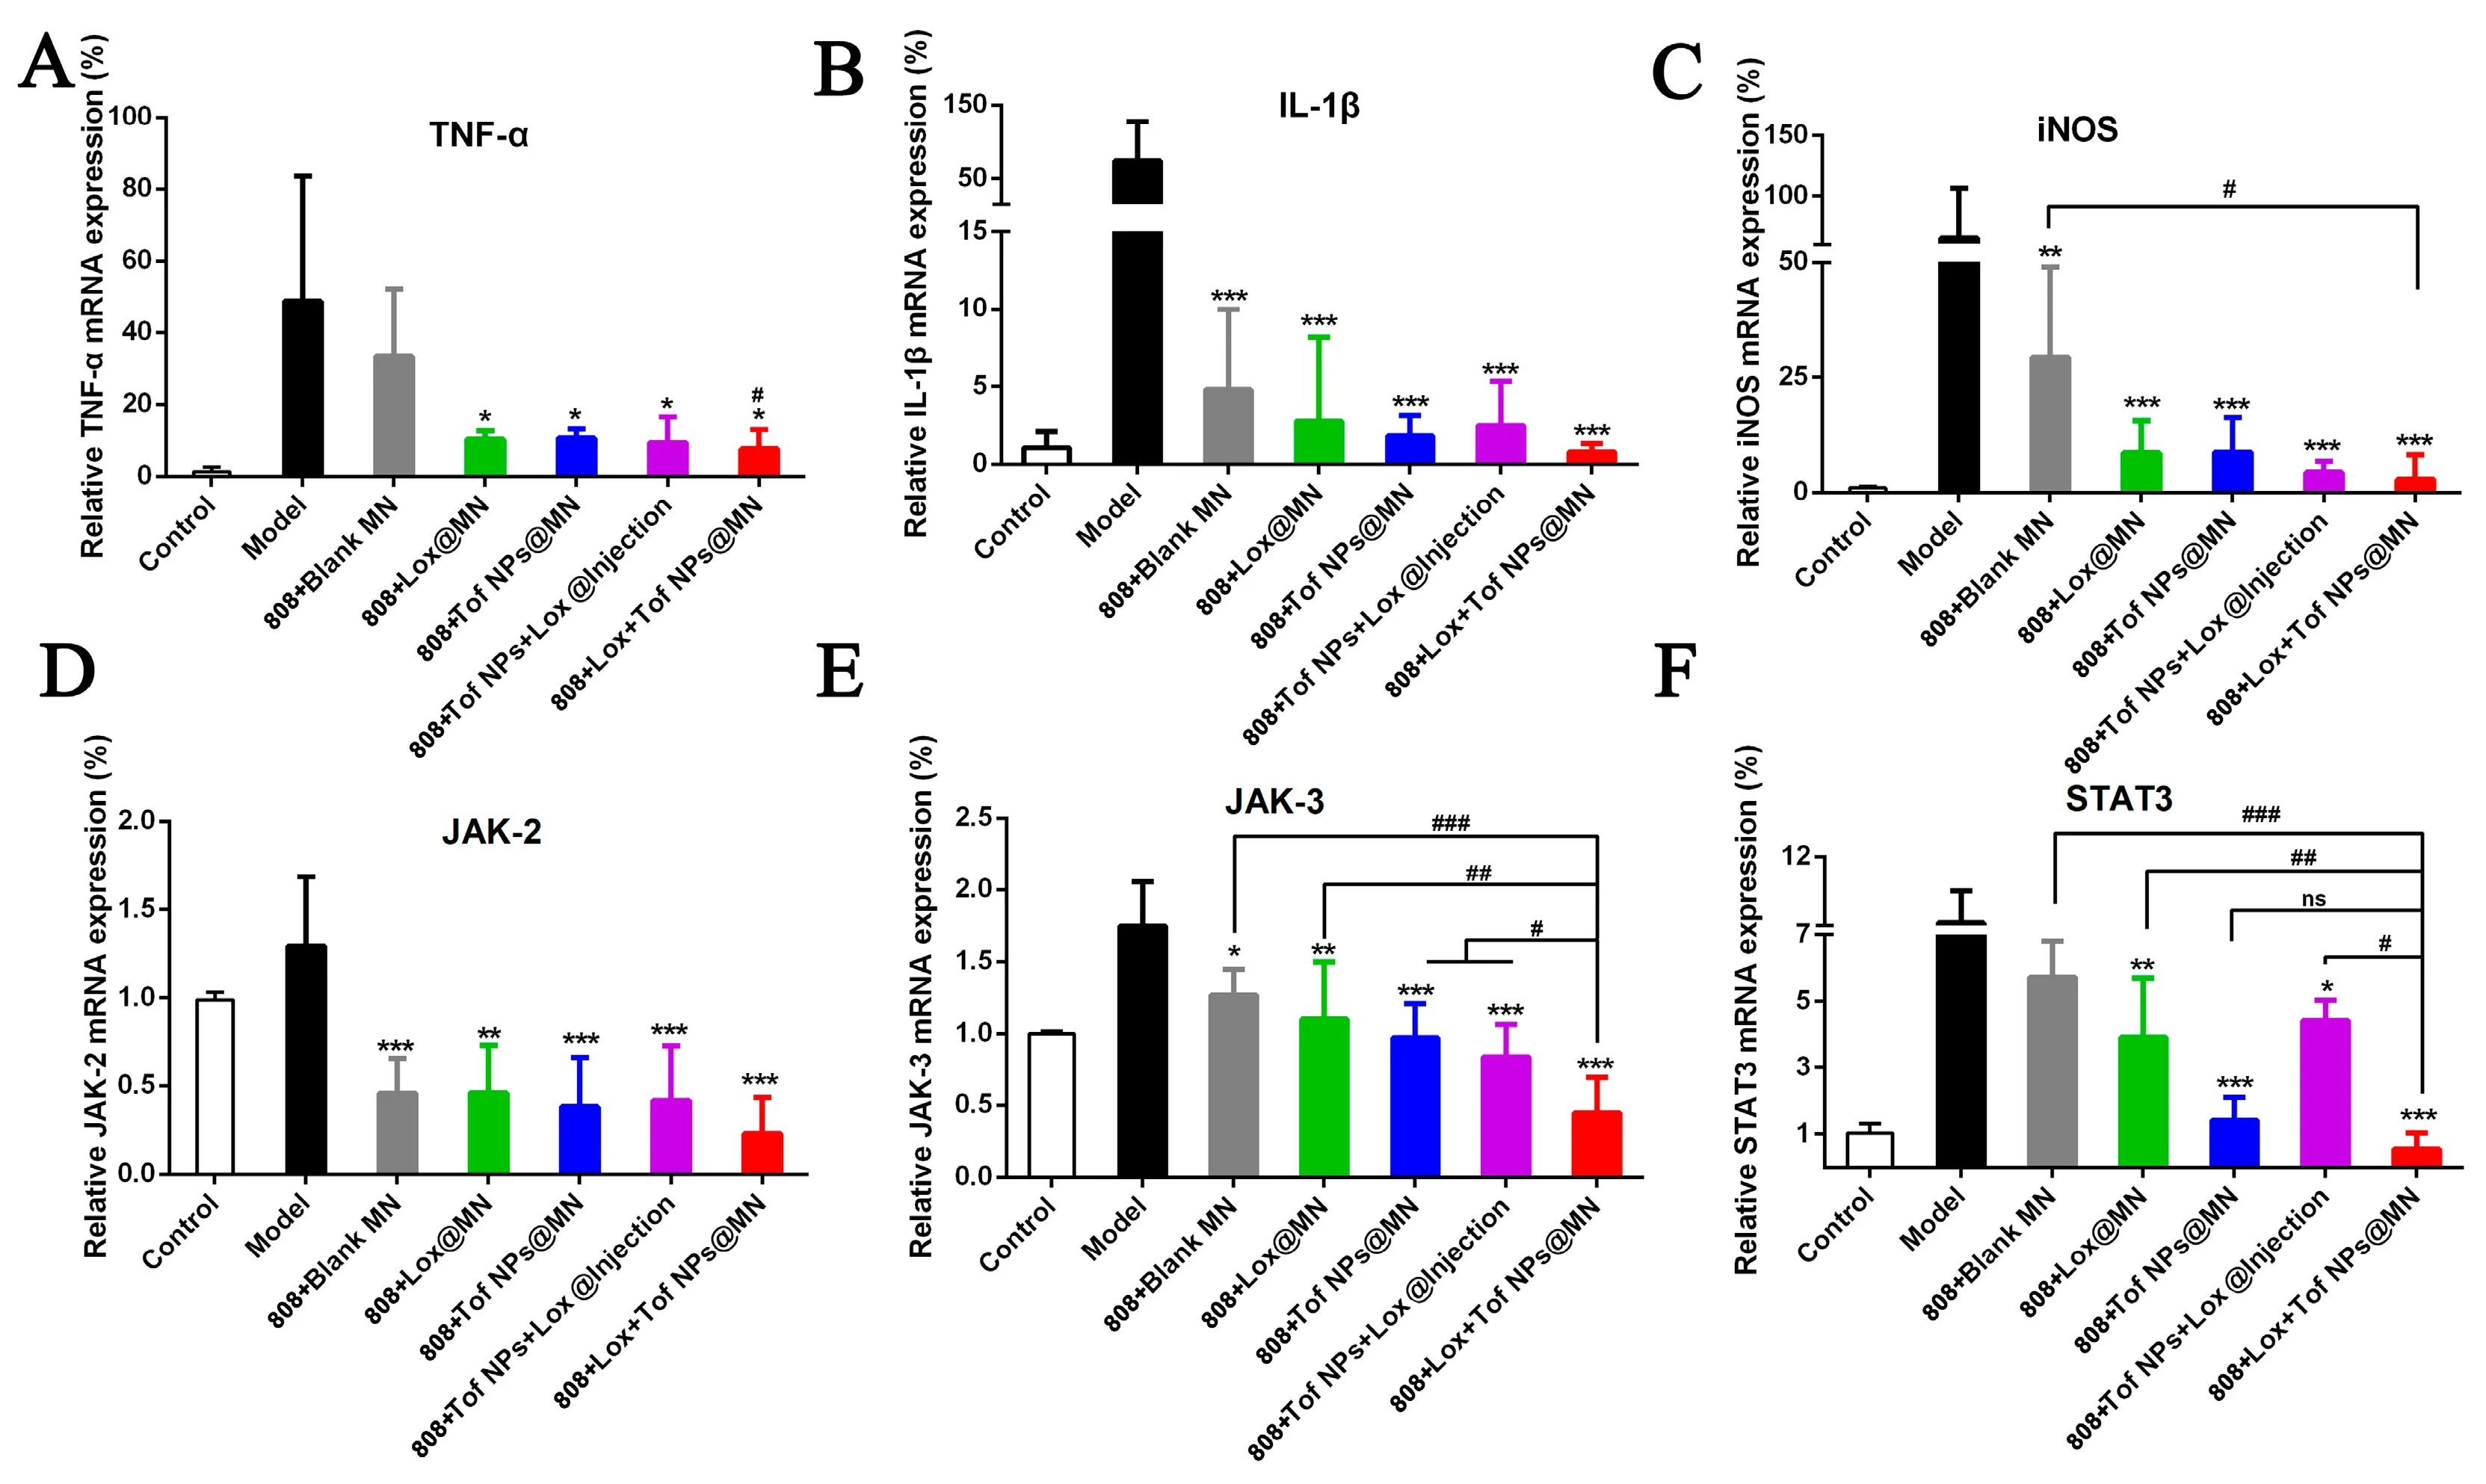 A
Relative TNF-α mRNA expression (%)
TNF-α
100
80
60
40
20
0
*
*
*
#
*
Control
Model
808+Blank MN
808+Lox@MN
808+Tof NPs@MN
808+Tof NPs+Lox @Injection
808+Lox+Tof NPs@MN
B
Relative IL-1β mRNA expression (%)
IL-1β
150
50
15
10
5
0
***
***
***
***
***
Control
Model
808+Blank MN
808+Lox@MN
808+Tof NPs@MN
808+Tof NPs+Lox @Injection
808+Lox+Tof NPs@MN
C
Relative iNOS mRNA expression (%)
iNOS
150
100
50
25
0
#
**
***
***
***
***
Control
Model
808+Blank MN
808+Lox@MN
808+Tof NPs@MN
808+Tof NPs+Lox @Injection
808+Lox+Tof NPs@MN
D
Relative JAK-2 mRNA expression (%)
JAK-2
2.0
1.5
1.0
0.5
0.0
***
**
***
***
***
Control
Model
808+Blank MN
808+Lox@MN
808+Tof NPs@MN
808+Tof NPs+Lox @Injection
808+Lox+Tof NPs@MN
E
Relative JAK-3 mRNA expression (%)
JAK-3
2.5
2.0
1.5
1.0
0.5
0.0
###
##
#
*
**
***
***
***
Control
Model
808+Blank MN
808+Lox@MN
808+Tof NPs@MN
808+Tof NPs+Lox @Injection
808+Lox+Tof NPs@MN
F
Relative STAT3 mRNA expression (%)
STAT3
12
7
7
5
3
1
###
##
ns
#
**
***
*
***
Control
Model
808+Blank MN
808+Lox@MN
808+Tof NPs@MN
808+Tof NPs+Lox @Injection
808+Lox+Tof NPs@MN